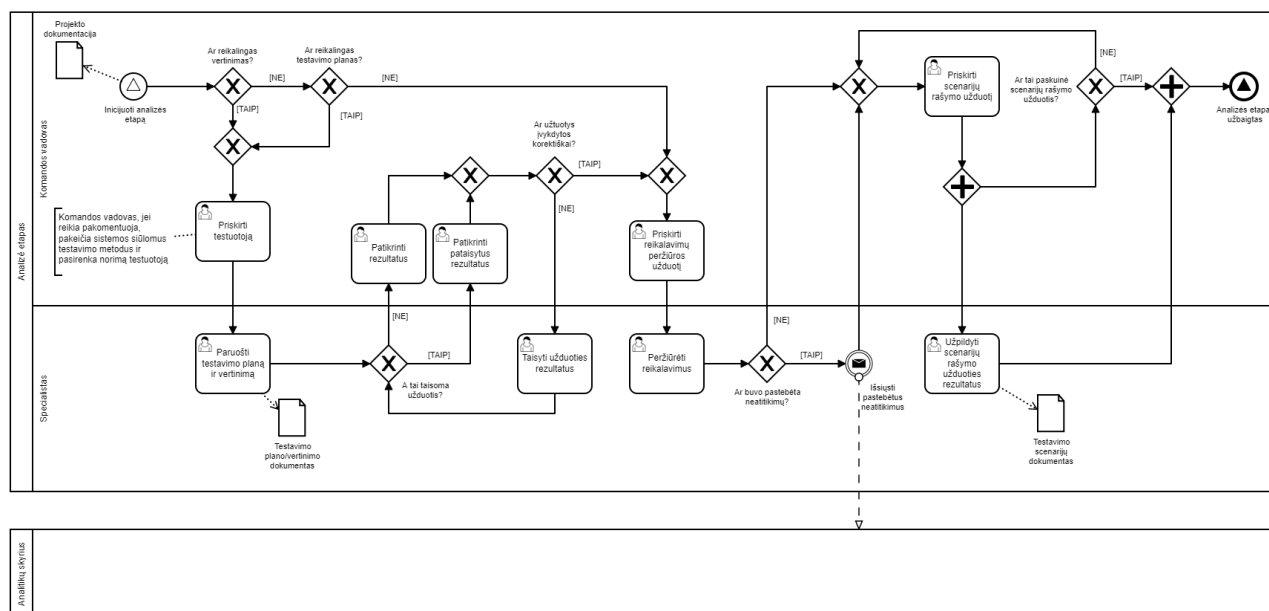 Projekto
dokumentacija
Inicijuoti analizės
etapą
Ar reikalingas
vertinimas?
[NE]
[TAIP]
Ar reikalingas
testavimo planas?
[NE]
[TAIP]
Komandos vadovas, jei
reikia pakomentuoja,
pakeičia sistemos siūlomus
testavimo metodus ir
pasirenka norimą testuotoją
Priskirti
testuotoją
Patikrinti
rezultatus
Patikrinti
pataisytus
rezultatus
Ar užtuotys
įvykdytos
korektiškai?
[TAIP]
[NE]
Priskirti
reikalavimų
peržiūros
užduotį
Priskirti
scenarijų
rašymo užduotį
Ar tai paskuinė
scenarijų rašymo
užduotis?
[NE]
[TAIP]
Analizės etapas
užbaigtas
Komandos vadovas
Analizė etapas
Specialistas
Paruošti
testavimo planą
ir vertinimą
Testavimo
plano/vertinimo
dokumentas
[NE]
[TAIP]
A tai taisoma
užduotis?
Taisyti užduoties
rezultatus
Peržiūrėti
reikalavimus
[NE]
[TAIP]
Ar buvo pastebėta
neatitikimų?
Išsiųsti
pastebėtus
neatitikimus
Užpildyti
scenarijų
rašymo
užduoties
rezultatus
Testavimo
scenarijų
dokumentas
Analitikų skyrius